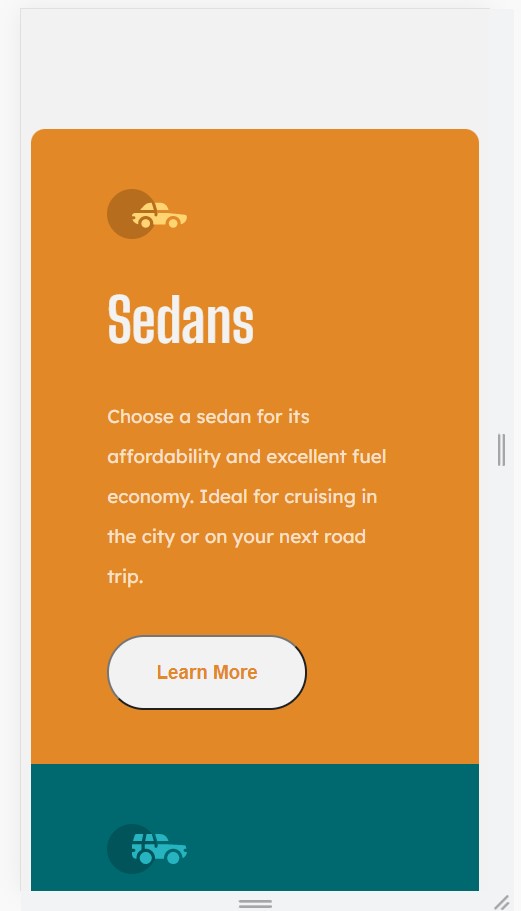 Sedans
Choose a sedan for its
affordability and excellent fuel
economy. Ideal for cruising in
the city or on your next road
trip.
Learn More